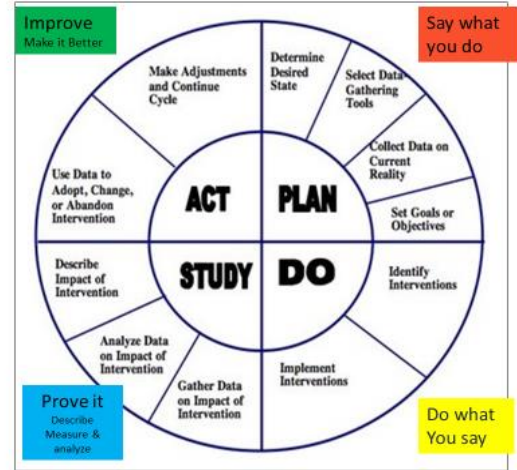 Improve
Make it Better
Say what
you do
Make Adjustments
and Continue
Cycle
Determine
Desired
State
Select Data-
Gathering
Tools
Collect Data on
Current
Reality
Set Goals or
Objectives
Use Data to
Adopt, Change,
or Abandon
Intervention
ACT
PLAN
STUDY
DO
Describe
Impact of
Intervention
Identify
Interventions
Analyze Data
on Impact of
Intervention
Gather Data
on Impact of
Intervention
Implement
Interventions
Prove it
Describe
Measure &
analyze
Do what
You say